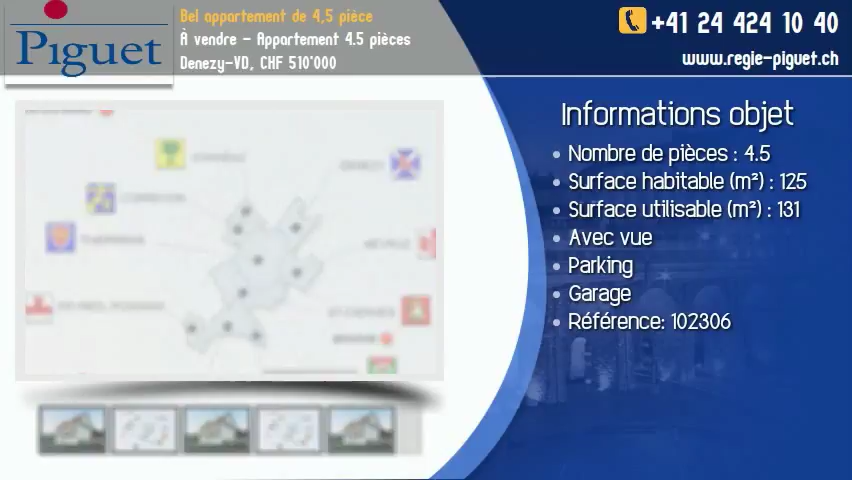 Piguet
Bel appartement de 4,5 pièce
À vendre - Appartement 4.5 pièces
Denezy-VD, CHF 510'000
+41 24 424 10 40
www.regie-piguet.ch
Informations objet
Nombre de pièces : 4.5
Surface habitable (m²) : 125
Surface utilisable (m²) : 131
Avec vue
Parking
Garage
Référence: 102306